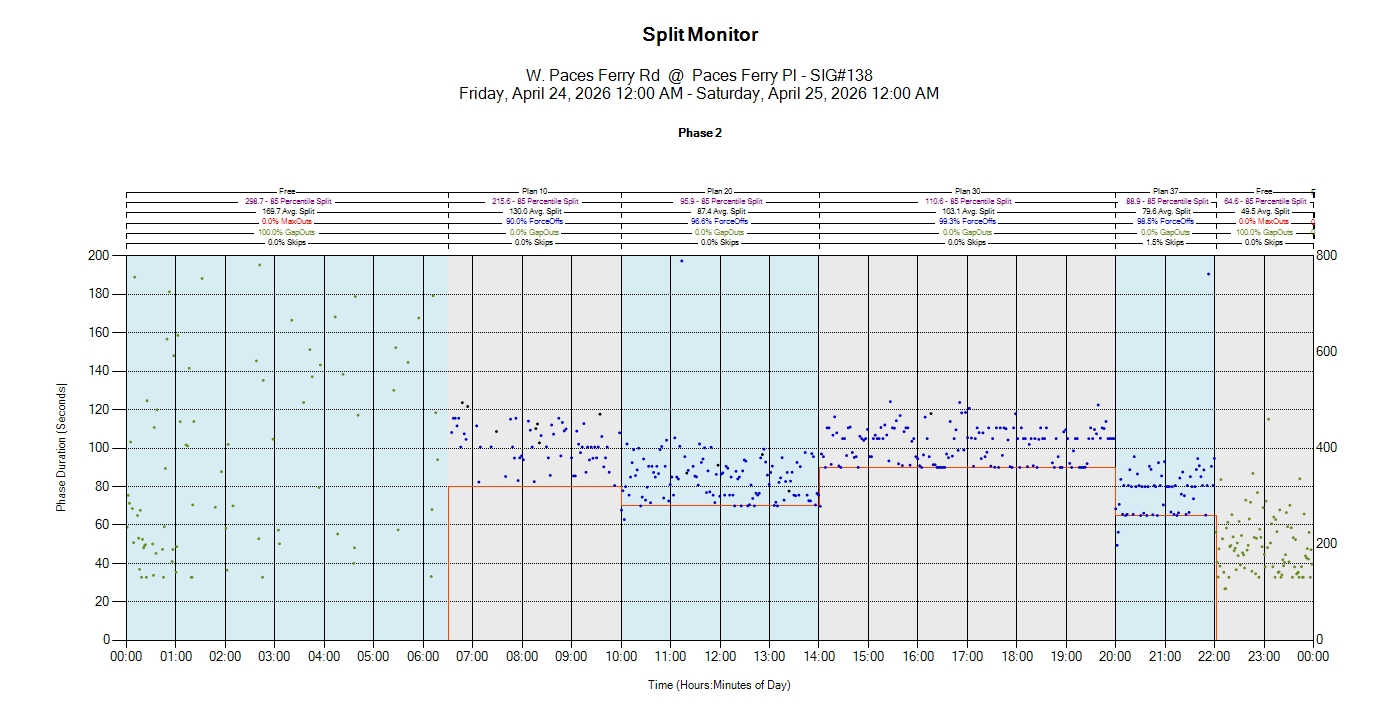 Split Monitor
W. Paces Ferry Rd @ Paces Ferry Pl - SIG#138
Friday, April 24, 2026 12:00 AM - Saturday, April 25, 2026 12:00 AM
Phase 2
Free Plan 10 Plan 20 Plan 30 Plan 37 Free
298.7 - 85 Percentile Split 215.6 - 85 Percentile Split 95.9 - 85 Percentile Split 110.6 - 85 Percentile Split 88.9 - 85 Percentile Split 64.6 - 85 Percentile Split
169.7 Avg. Split 130.0 Avg. Split 87.4 Avg. Split 103.1 Avg. Split 79.6 Avg. Split 49.5 Avg. Split
0.0% MaxOuts 90.0% ForceOffs 96.6% ForceOffs 99.3% ForceOffs 98.5% ForceOffs 0.0% MaxOuts
100.0% GapOuts 0.0% GapOuts 0.0% GapOuts 0.0% GapOuts 0.0% GapOuts 100.0% GapOuts
0.0% Skips 0.0% Skips 0.0% Skips 0.0% Skips 1.5% Skips 0.0% Skips
200 800
180
160
600
140
120
100 400
80
60
200
40
20
0 0
Phase Duration [Seconds]
00:00 01:00 02:00 03:00 04:00 05:00 06:00 07:00 08:00 09:00 10:00 11:00 12:00 13:00 14:00 15:00 16:00 17:00 18:00 19:00 20:00 21:00 22:00 23:00 00:00
Time (Hours:Minutes of Day)